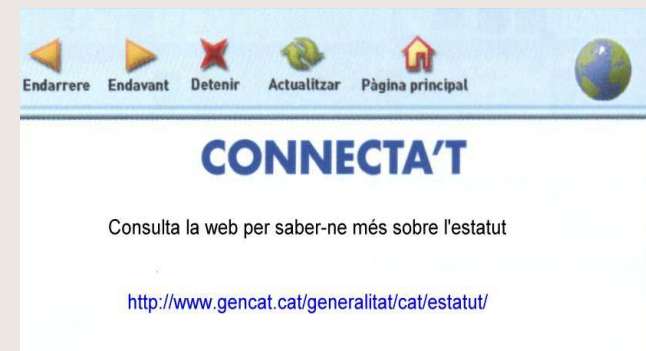 Endarrere Endavant Detenir Actualitzar Pàgina principal
CONNECTA'T
Consulta la web per saber-ne més sobre l'estatut
http://www.gencat.cat/generalitat/cat/estatut/